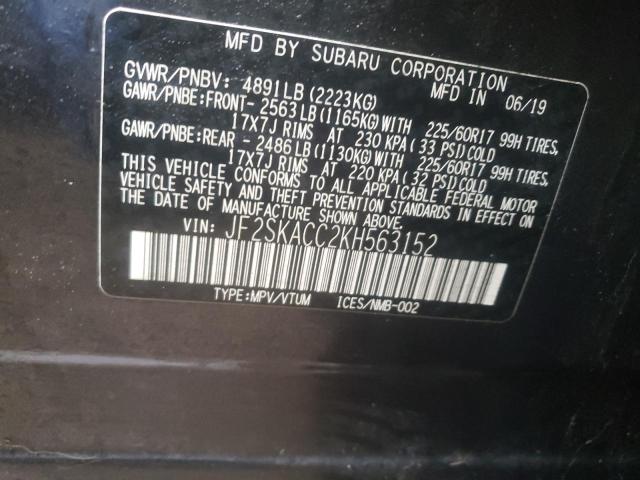 MFD BY SUBARU CORPORATION
GVWR/PNBV: 4891LB (2223KG) MFD IN 06/19
GAWR/PNBE:FRONT-2563LB (1165KG) WITH 225/60R17 99H TIRES,
17X7J RIMS AT 230 KPA (33 PSI) COLD
GAWR/PNBE:REAR - 2486LB (1130KG) WITH 225/60R17 99H TIRES,
17X7J RIMS AT 220 KPA (32 PSI) COLD
THIS VEHICLE CONFORMS TO ALL APPLICABLE FEDERAL MOTOR
VEHICLE SAFETY AND THEFT PREVENTION STANDARDS IN EFFECT ON
THE DATE OF MANUFACTURE SHOWN ABOVE.
VIN: JF2SKACC2KH563152
TYPE:MPV/VTUM ICES/NMB-002